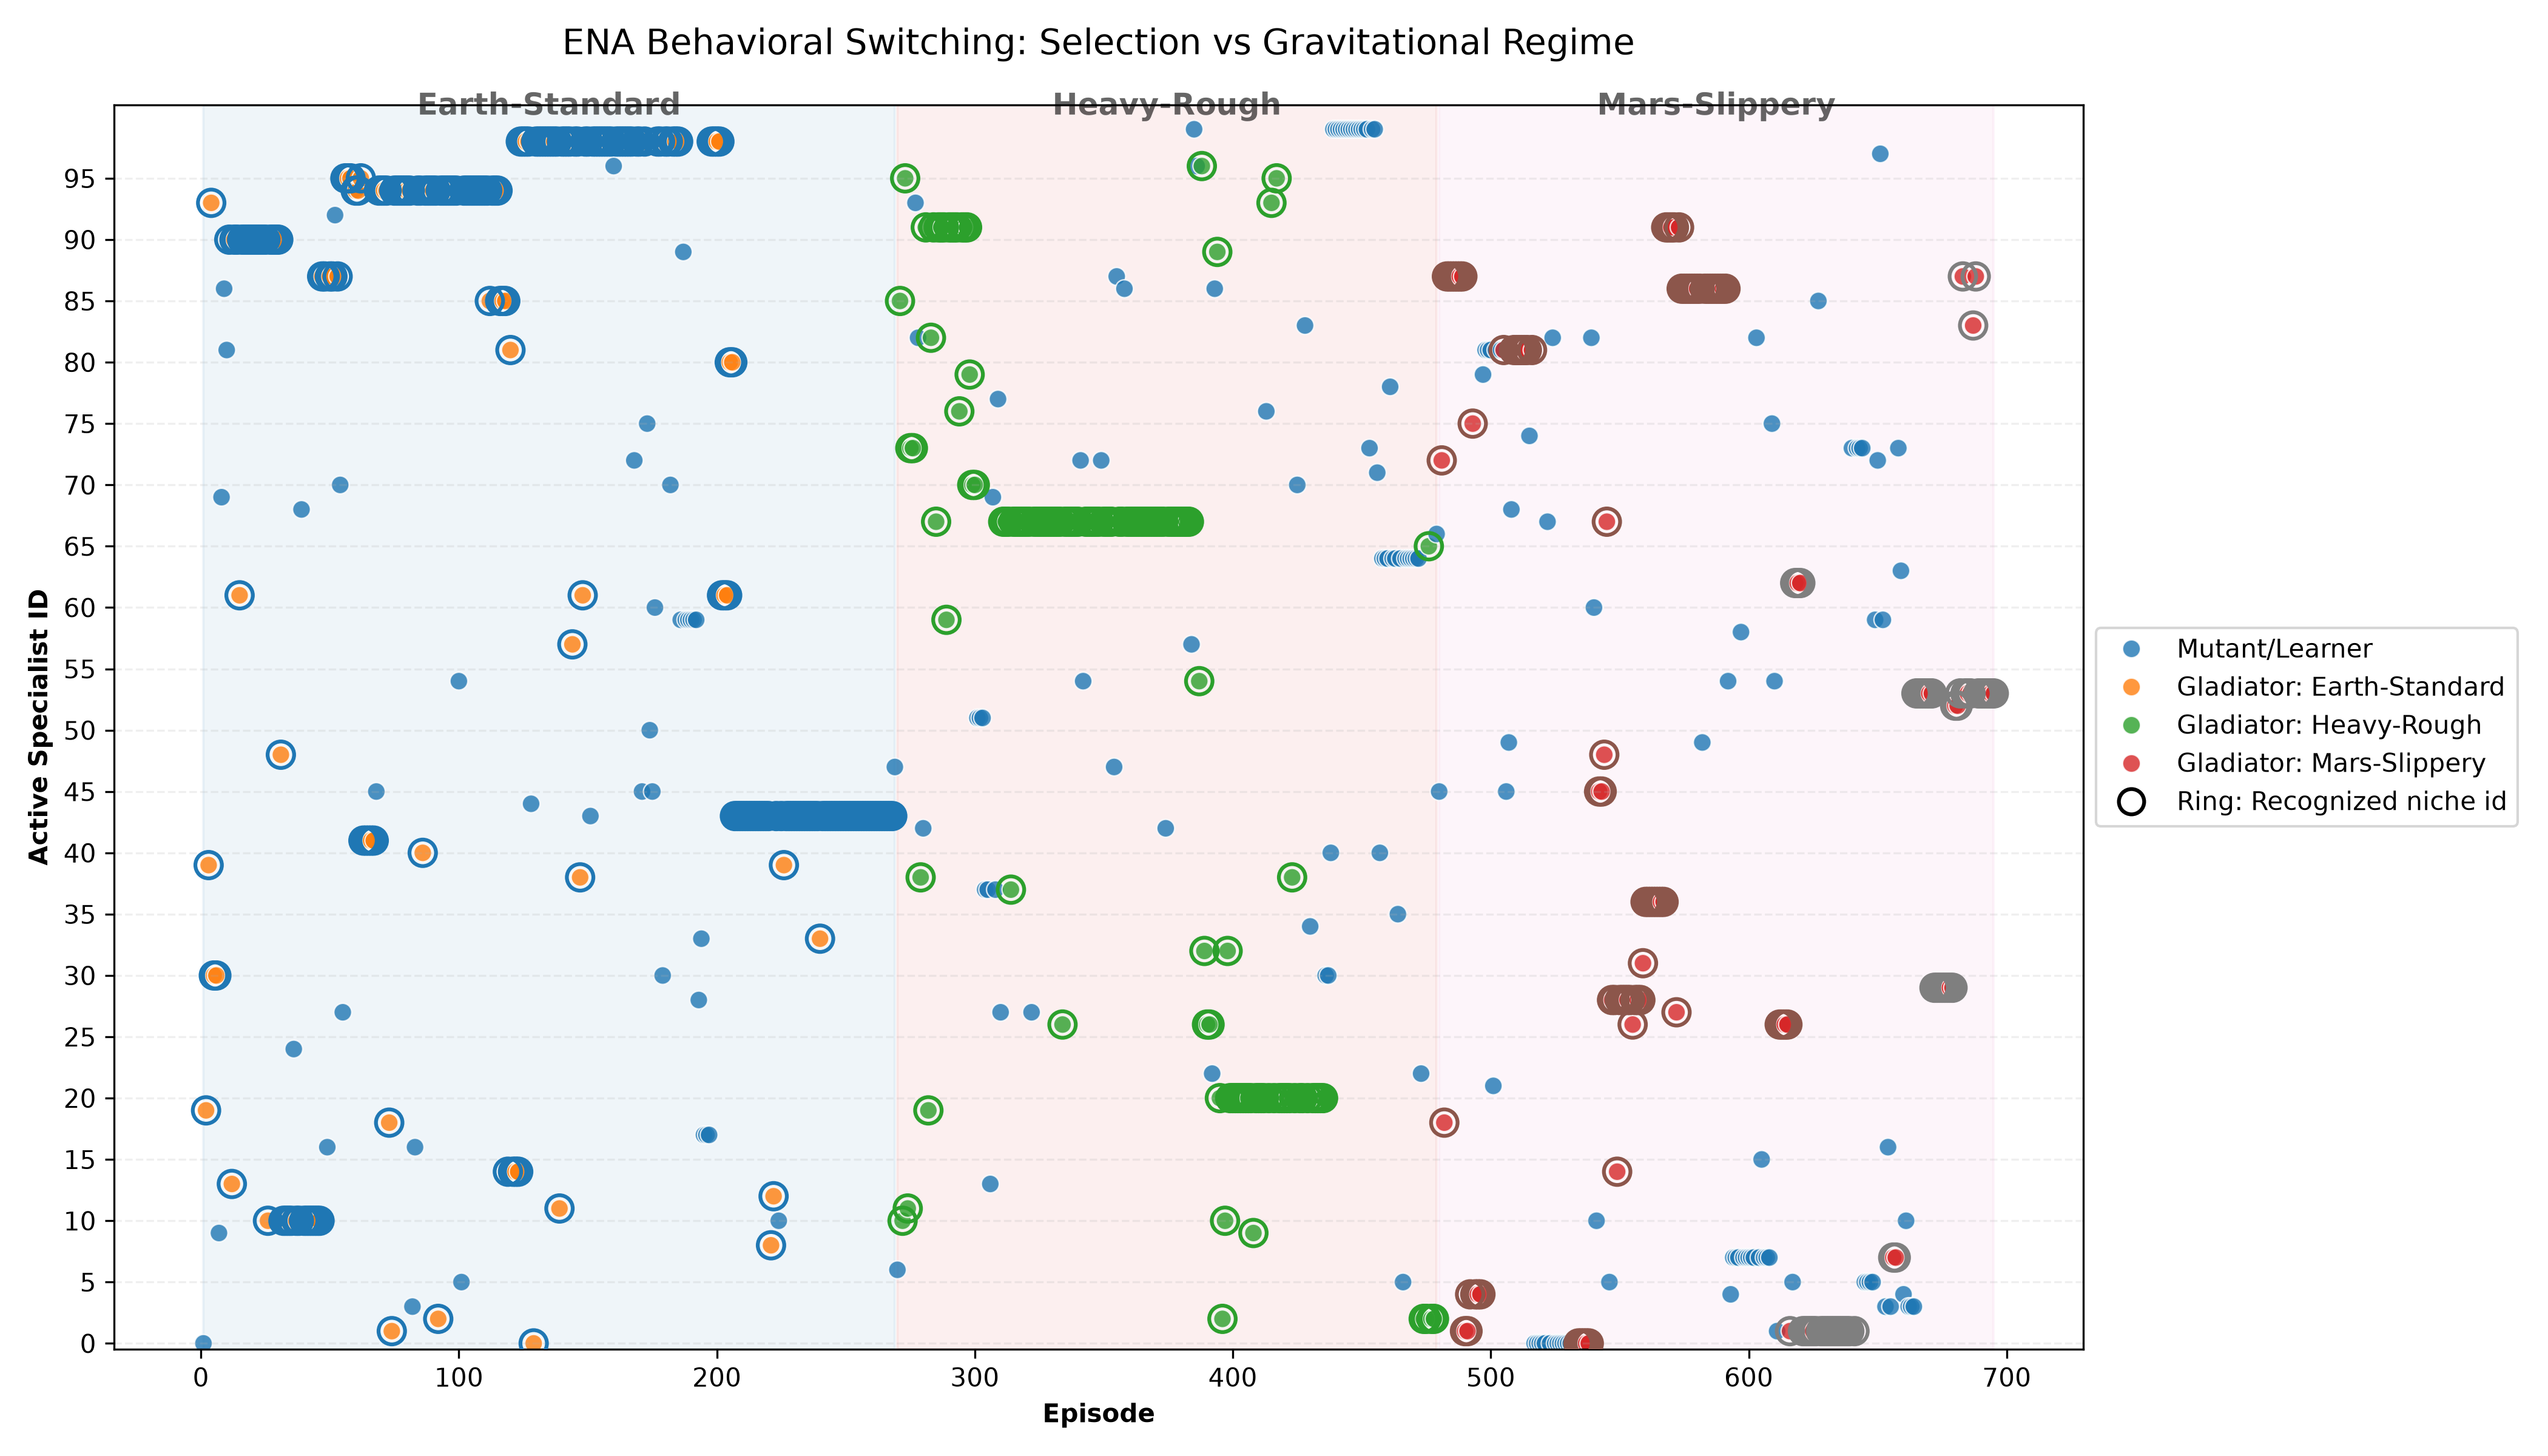 ENA Behavioral Switching: Selection vs Gravitational Regime
Earth-Standard
Heavy-Rough
Mars-Slippery
Active Specialist ID
95
90
85
80
75
70
65
60
55
50
45
40
35
30
25
20
15
10
5
0
0 100 200 300 400 500 600 700
Episode
Mutant/Learner
Gladiator: Earth-Standard
Gladiator: Heavy-Rough
Gladiator: Mars-Slippery
Ring: Recognized niche id